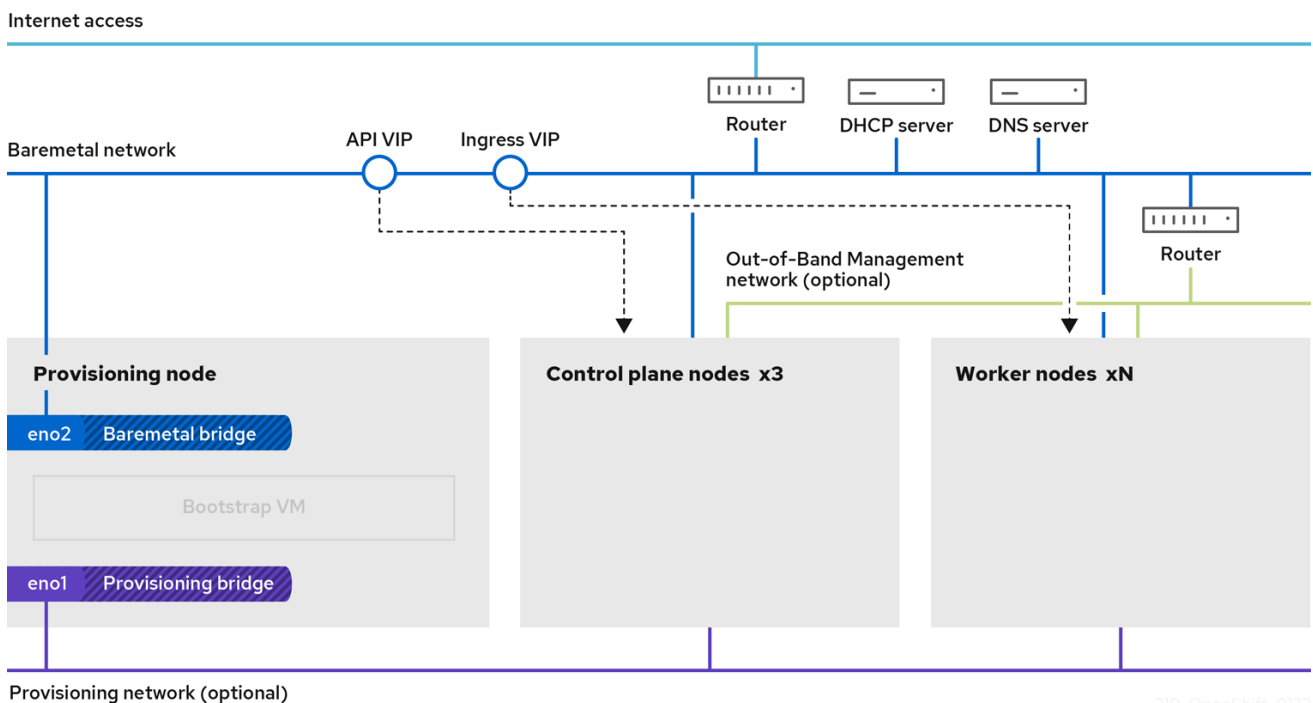 Internet access
Router
DHCP server
DNS server
API VIP
Ingress VIP
Baremetal network
Router
Out-of-Band Management
network (optional)
Provisioning node
Control plane nodes x3
Worker nodes xN
eno2
Baremetal bridge
Bootstrap VM
eno1
Provisioning bridge
Provisioning network (optional)